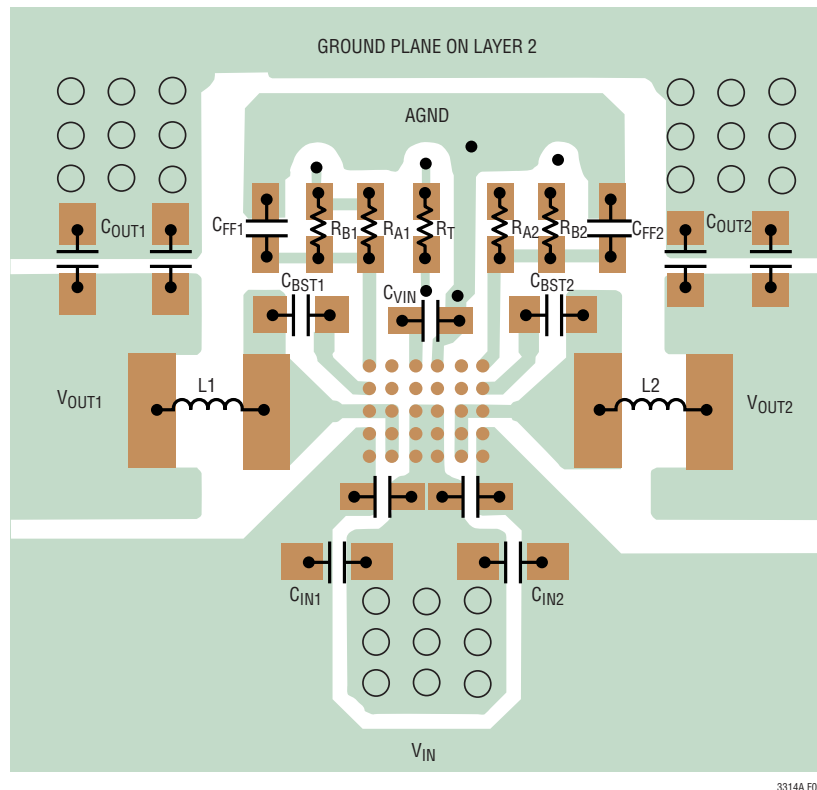 GROUND PLANE ON LAYER 2
AGND
COUT1
CFF1
RB1
RA1
RT
RA2
RB2
CFF2
COUT2
CBST1
CVIN
CBST2
VOUT1
L1
L2
VOUT2
CIN1
CIN2
VIN
3314A F0